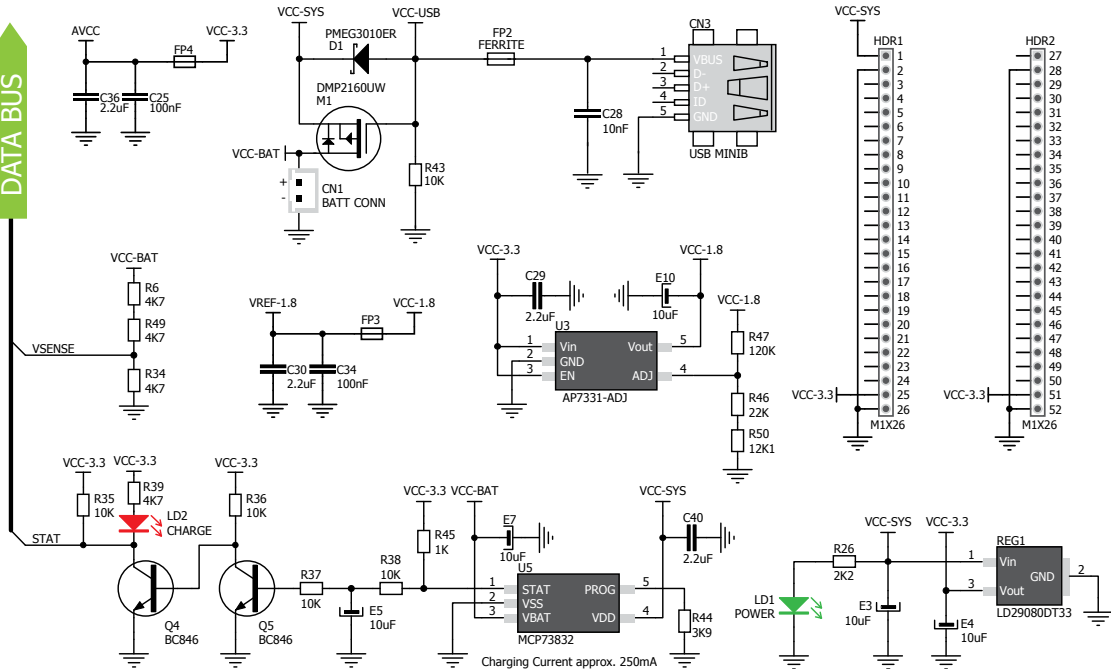 DATA BUS
AVCC
VCC-3.3
FP4
C36
2.2uF
C25
100nF
VCC-SYS
VCC-USB
PMEG3010ER
D1
DMP2160UW
M1
VCC-BAT
+
-
CN1
BATT CONN
R43
10K
FP2
FERRITE
C28
10nF
CN3
1
2
3
4
5
VBUS
D-
D+
ID
GND
USB MINIB
VCC-SYS
HDR1
1
2
3
4
5
6
7
8
9
10
11
12
13
14
15
16
17
18
19
20
21
22
23
24
25
26
VCC-3.3
M1X26
HDR2
27
28
29
30
31
32
33
34
35
36
37
38
39
40
41
42
43
44
45
46
47
48
49
50
51
52
VCC-3.3
M1X26
VCC-BAT
R6
4K7
R49
4K7
VSENSE
R34
4K7
VREF-1.8
VCC-1.8
FP3
C30
2.2uF
C34
100nF
VCC-3.3
C29
2.2uF
E10
10uF
VCC-1.8
U3
1
2
3
Vin
GND
EN
Vout
ADJ
5
4
AP7331-ADJ
VCC-1.8
R47
120K
R46
22K
R50
12K1
VCC-3.3
VCC-3.3
R35
10K
R39
4K7
LD2
CHARGE
STAT
Q4
BC846
VCC-3.3
R36
10K
Q5
BC846
R37
10K
E5
10uF
R38
10K
VCC-3.3
R45
1K
VCC-BAT
E7
10uF
U5
1
2
3
STAT
VSS
VBAT
PROG
VDD
5
4
MCP73832
VCC-SYS
C40
2.2uF
R44
3K9
Charging Current approx. 250mA
LD1
POWER
R26
2K2
VCC-SYS
VCC-3.3
E3
10uF
E4
10uF
REG1
1
3
Vin
GND
Vout
2
LD29080DT33